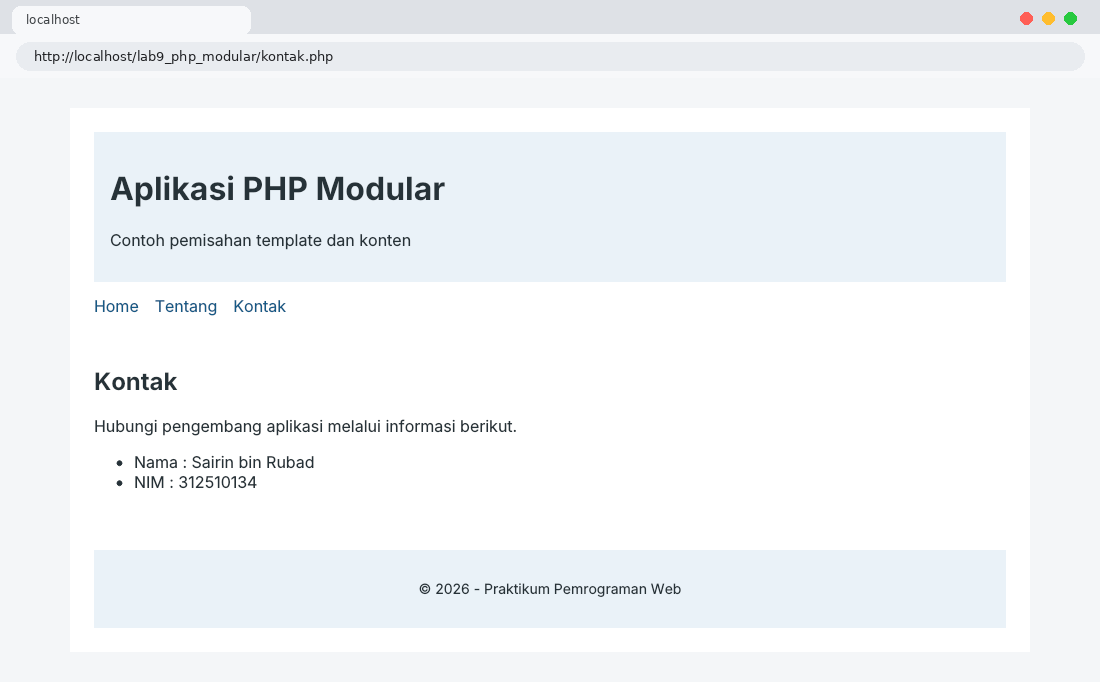 localhost
http://localhost/lab9_php_modular/kontak.php
Aplikasi PHP Modular
Contoh pemisahan template dan konten
Home Tentang Kontak
Kontak
Hubungi pengembang aplikasi melalui informasi berikut.
• Nama : Sairin bin Rubad
• NIM : 312510134
© 2026 - Praktikum Pemrograman Web